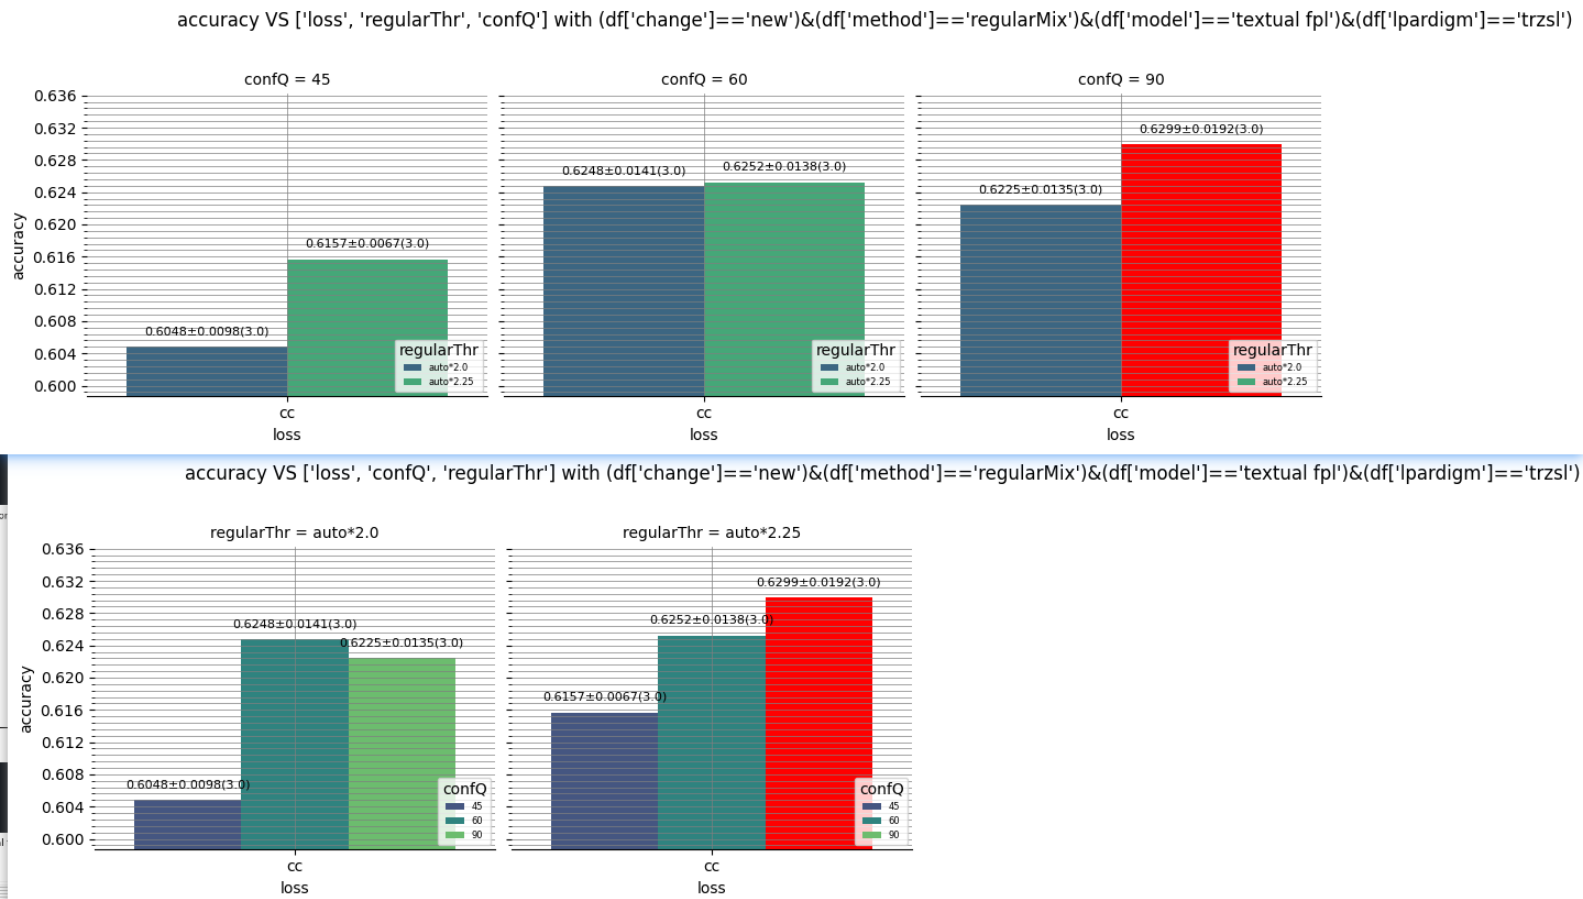 accuracy VS ['loss', 'regularThr', 'confQ'] with (df['change']=='new')&(df['method']=='regularMix')&(df['model']=='textual fpl')&(df['lpardigm']=='trzsl')
confQ = 45
confQ = 60
confQ = 90
accuracy
0.636
0.632
0.628
0.624
0.620
0.616
0.612
0.608
0.604
0.600
0.6048±0.0098(3.0)
0.6157±0.0067(3.0)
0.6248±0.0141(3.0)
0.6252±0.0138(3.0)
0.6225±0.0135(3.0)
0.6299±0.0192(3.0)
regularThr
auto*2.0
auto*2.25
regularThr
auto*2.0
auto*2.25
regularThr
auto*2.0
auto*2.25
cc
cc
cc
loss
loss
loss
accuracy VS ['loss', 'confQ', 'regularThr'] with (df['change']=='new')&(df['method']=='regularMix')&(df['model']=='textual fpl')&(df['lpardigm']=='trzsl')
regularThr = auto*2.0
regularThr = auto*2.25
accuracy
0.636
0.632
0.628
0.624
0.620
0.616
0.612
0.608
0.604
0.600
0.6048±0.0098(3.0)
0.6248±0.0141(3.0)
0.6225±0.0135(3.0)
0.6157±0.0067(3.0)
0.6252±0.0138(3.0)
0.6299±0.0192(3.0)
confQ
45
60
90
confQ
45
60
90
cc
cc
loss
loss